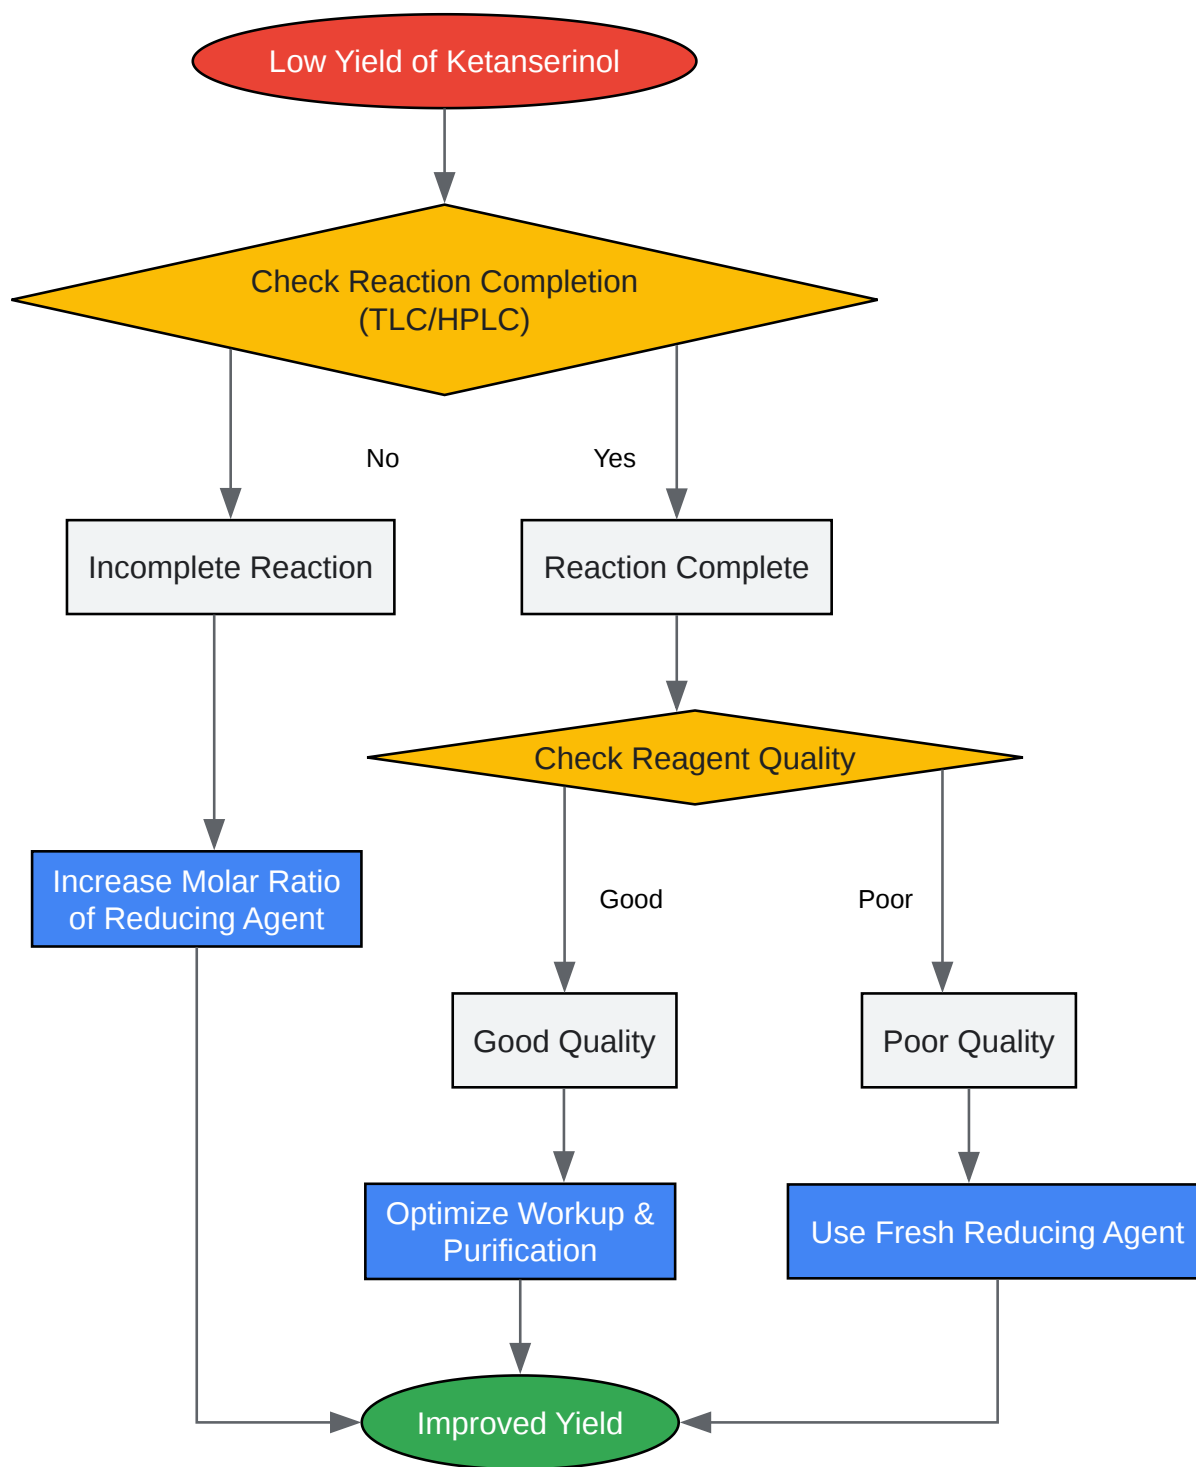 Low Yield of Ketanserinol
Check Reaction Completion
(TLC/HPLC)
No
Yes
Incomplete Reaction
Reaction Complete
Check Reagent Quality
Increase Molar Ratio
of Reducing Agent
Good
Poor
Good Quality
Poor Quality
Optimize Workup &
Purification
Use Fresh Reducing Agent
Improved Yield